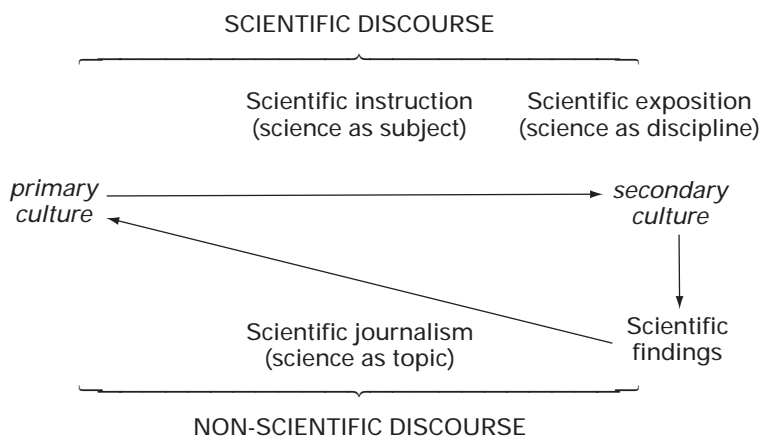 SCIENTIFIC DISCOURSE
Scientific instruction
(science as subject)
Scientific exposition
(science as discipline)
primary
culture
secondary
culture
Scientific journalism
(science as topic)
Scientific
findings
NON-SCIENTIFIC DISCOURSE